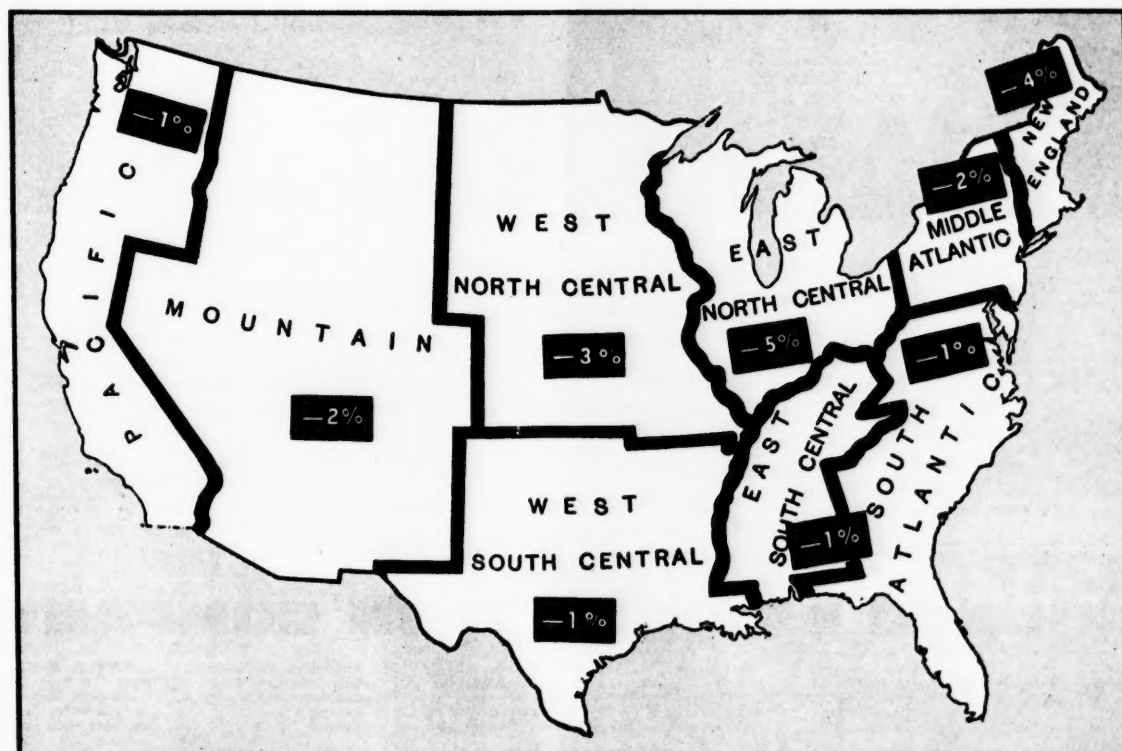 PACIFIC
—1%
MOUNTAIN
—2%
WEST
NORTH CENTRAL
—3%
WEST
SOUTH CENTRAL
—1%
EAST
NORTH CENTRAL
—5%
EAST
SOUTH CENTRAL
—1%
SOUTH
ATLANTIC
—1%
MIDDLE
ATLANTIC
—2%
NEW
ENGLAND
—4%